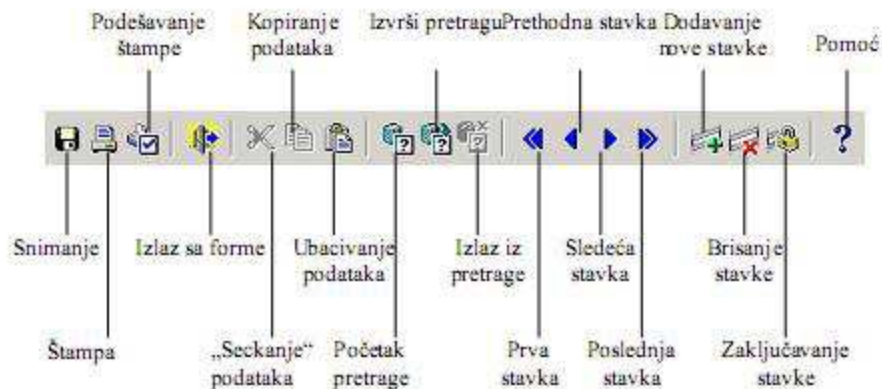 Podešavanje
štampe
Kopiranje
podataka
Izvrši pretragu
Prethodna stavka
Dodavanje
nove stavke
Pomoć
Snimanje
Izlaz sa forme
Ubacivanje
podataka
Izlaz iz
pretrage
Sledeća
stavka
Brisanje
stavke
Štampa
„Seckanje“
podataka
Početak
pretrage
Prva
stavka
Poslednja
stavka
Zaključavanje
stavke